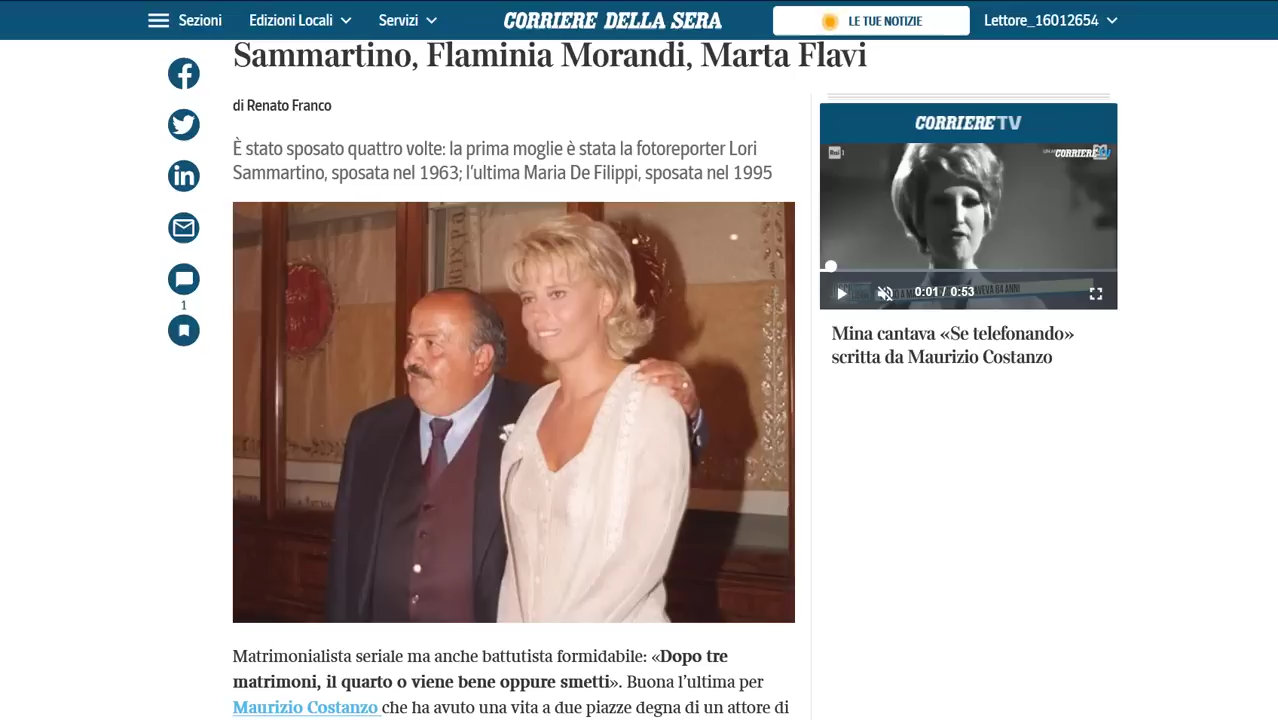 Sezioni
Edizioni Locali
Servizi
CORRIERE DELLA SERA
LE TUE NOTIZIE
Lettore_16012654
Sammartino, Flaminia Morandi, Marta Flavi
di Renato Franco
È stato sposato quattro volte: la prima moglie è stata la fotoreporter Lori
Sammartino, sposata nel 1963; l'ultima Maria De Filippi, sposata nel 1995
1
Matrimonialista seriale ma anche battutista formidabile: «Dopo tre
matrimoni, il quarto o viene bene oppure smetti». Buona l'ultima per
Maurizio Costanzo che ha avuto una vita a due piazze degna di un attore di
CORRIERE TV
Rai 1
0:01 / 0:53
Mina cantava «Se telefonando»
scritta da Maurizio Costanzo